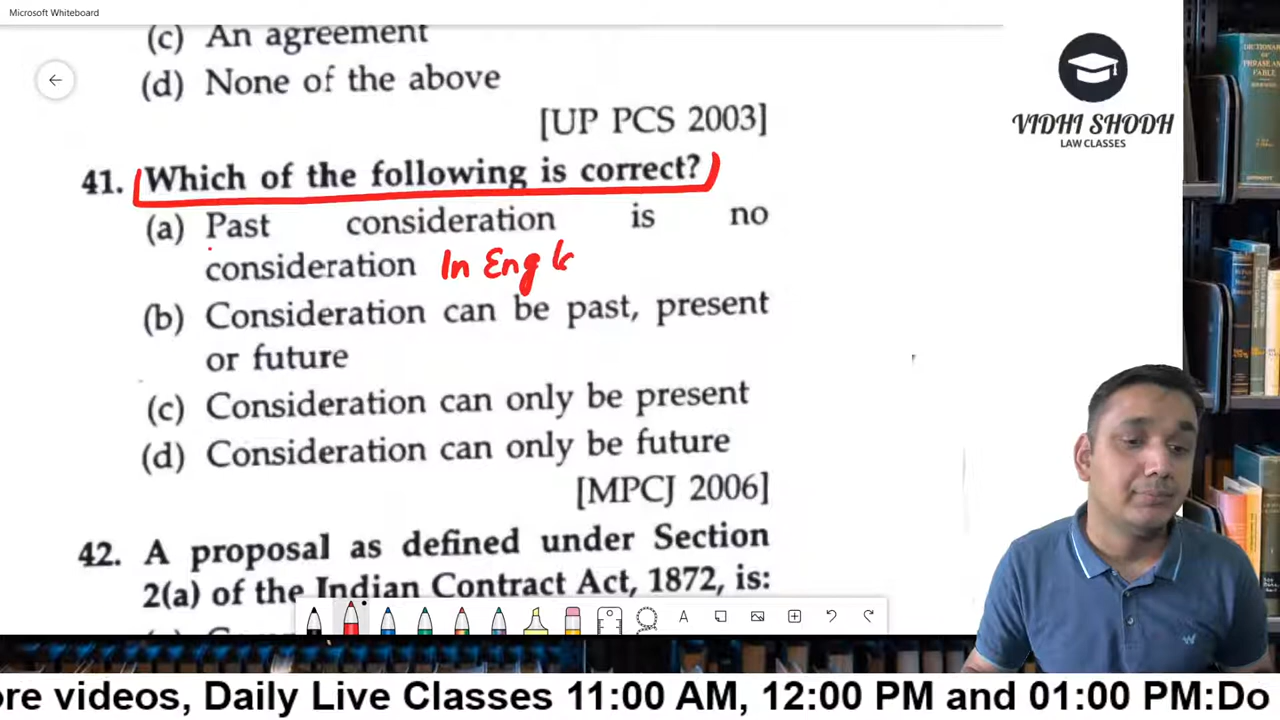 Microsoft Whiteboard
(c) An agreement
(d) None of the above
[UP PCS 2003]
41. Which of the following is correct?
(a) Past consideration is no
consideration In Eng
(b) Consideration can be past, present
or future
(c) Consideration can only be present
(d) Consideration can only be future
[MPCJ 2006]
42. A proposal as defined under Section
2(a) of the Indian Contract Act, 1872, is:
VIDHI SHODH
LAW CLASSES
ore videos, Daily Live Classes 11:00 AM, 12:00 PM and 01:00 PM:Do